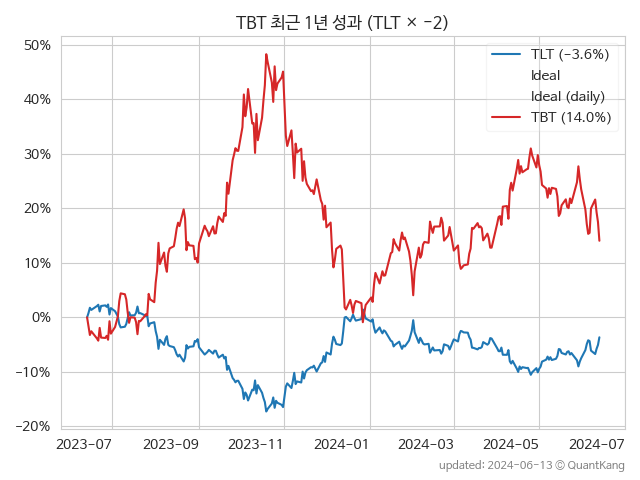 TBT 최근 1년 성과 (TLT × −2)
50%
40%
30%
20%
10%
0%
−10%
−20%
TLT (−3.6%)
Ideal
Ideal (daily)
TBT (14.0%)
2023-07
2023-09
2023-11
2024-01
2024-03
2024-05
2024-07
updated: 2024-06-13 © QuantKang